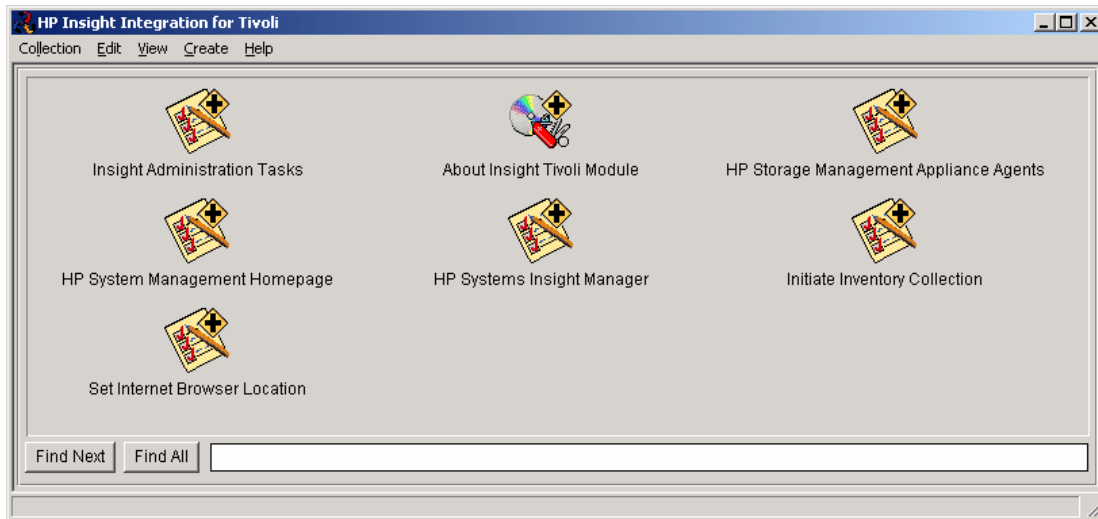 HP Insight Integration for Tivoli
Collection Edit View Create Help
Insight Administration Tasks About Insight Tivoli Module HP Storage Management Appliance Agents
HP System Management Homepage HP Systems Insight Manager Initiate Inventory Collection
Set Internet Browser Location
Find Next Find All